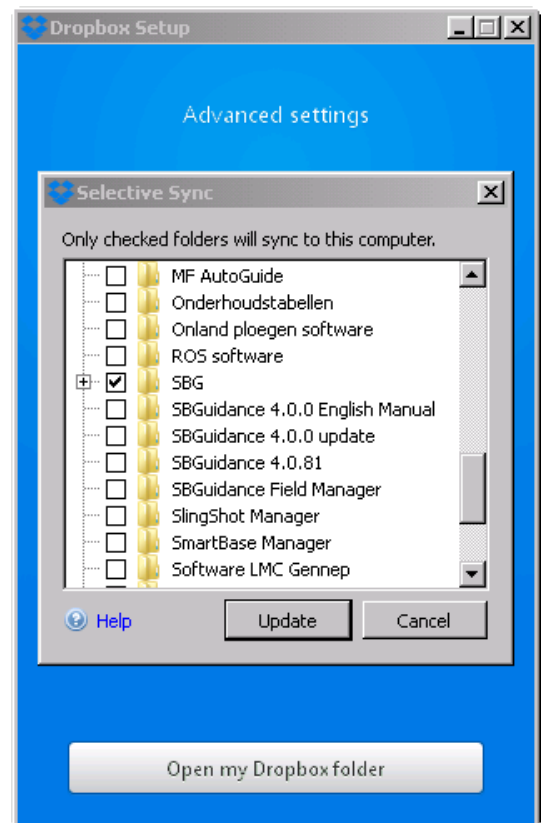 Dropbox Setup
Advanced settings
Selective Sync
Only checked folders will sync to this computer.
MF AutoGuide
Onderhoudstabellen
Onland ploegen software
ROS software
SBG
SBGuidance 4.0.0 English Manual
SBGuidance 4.0.0 update
SBGuidance 4.0.81
SBGuidance Field Manager
SlingShot Manager
SmartBase Manager
Software LMC Gennep
Help
Update
Cancel
Open my Dropbox folder